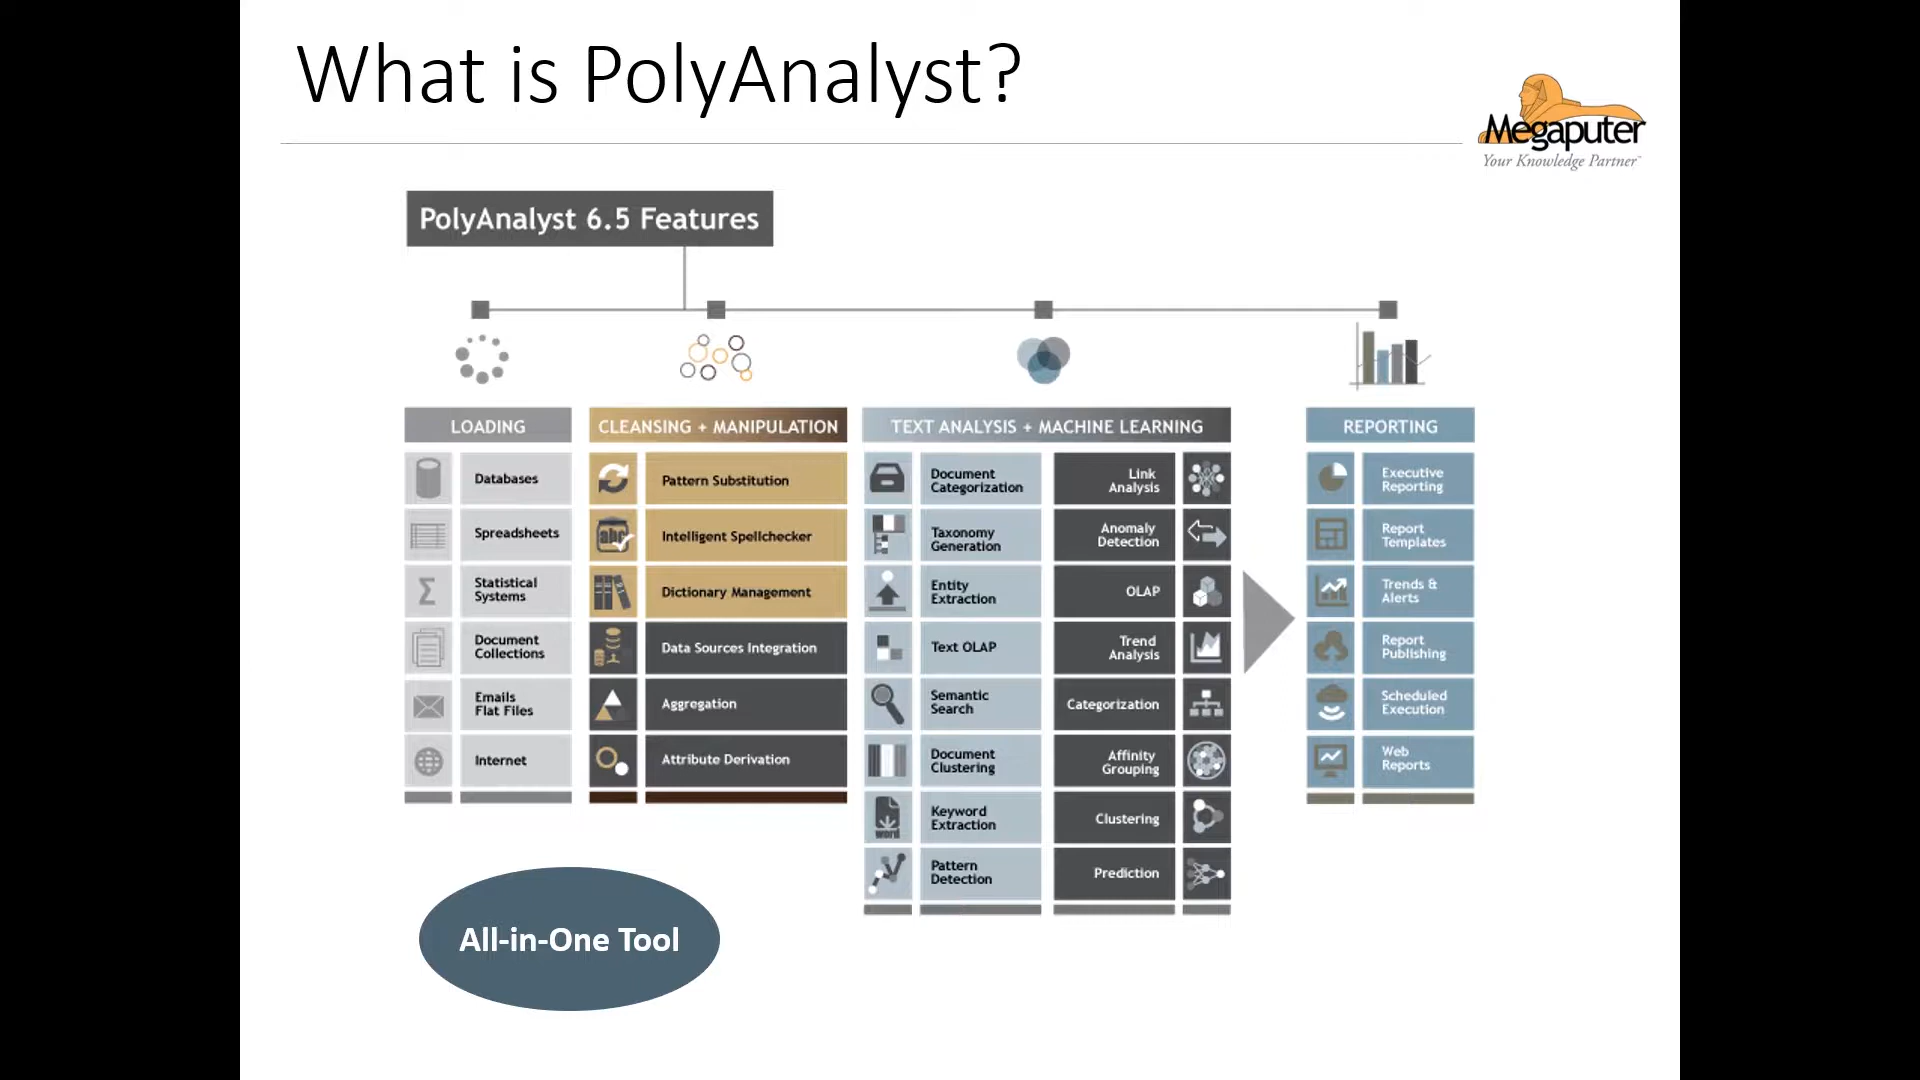 What is PolyAnalyst?
Megaputer
Your Knowledge Partner™
PolyAnalyst 6.5 Features
LOADING
Databases
Spreadsheets
Statistical
Systems
Document
Collections
Emails
Flat Files
Internet
CLEANSING + MANIPULATION
Pattern Substitution
abc
Intelligent Spellchecker
Dictionary Management
Data Sources Integration
Aggregation
Attribute Derivation
TEXT ANALYSIS + MACHINE LEARNING
Document
Categorization
Taxonomy
Generation
Entity
Extraction
Text OLAP
Semantic
Search
Document
Clustering
word
Keyword
Extraction
Pattern
Detection
Link
Analysis
Anomaly
Detection
OLAP
Trend
Analysis
Categorization
Affinity
Grouping
Clustering
Prediction
REPORTING
Executive
Reporting
Report
Templates
Trends &
Alerts
Report
Publishing
Scheduled
Execution
Web
Reports
All-in-One Tool